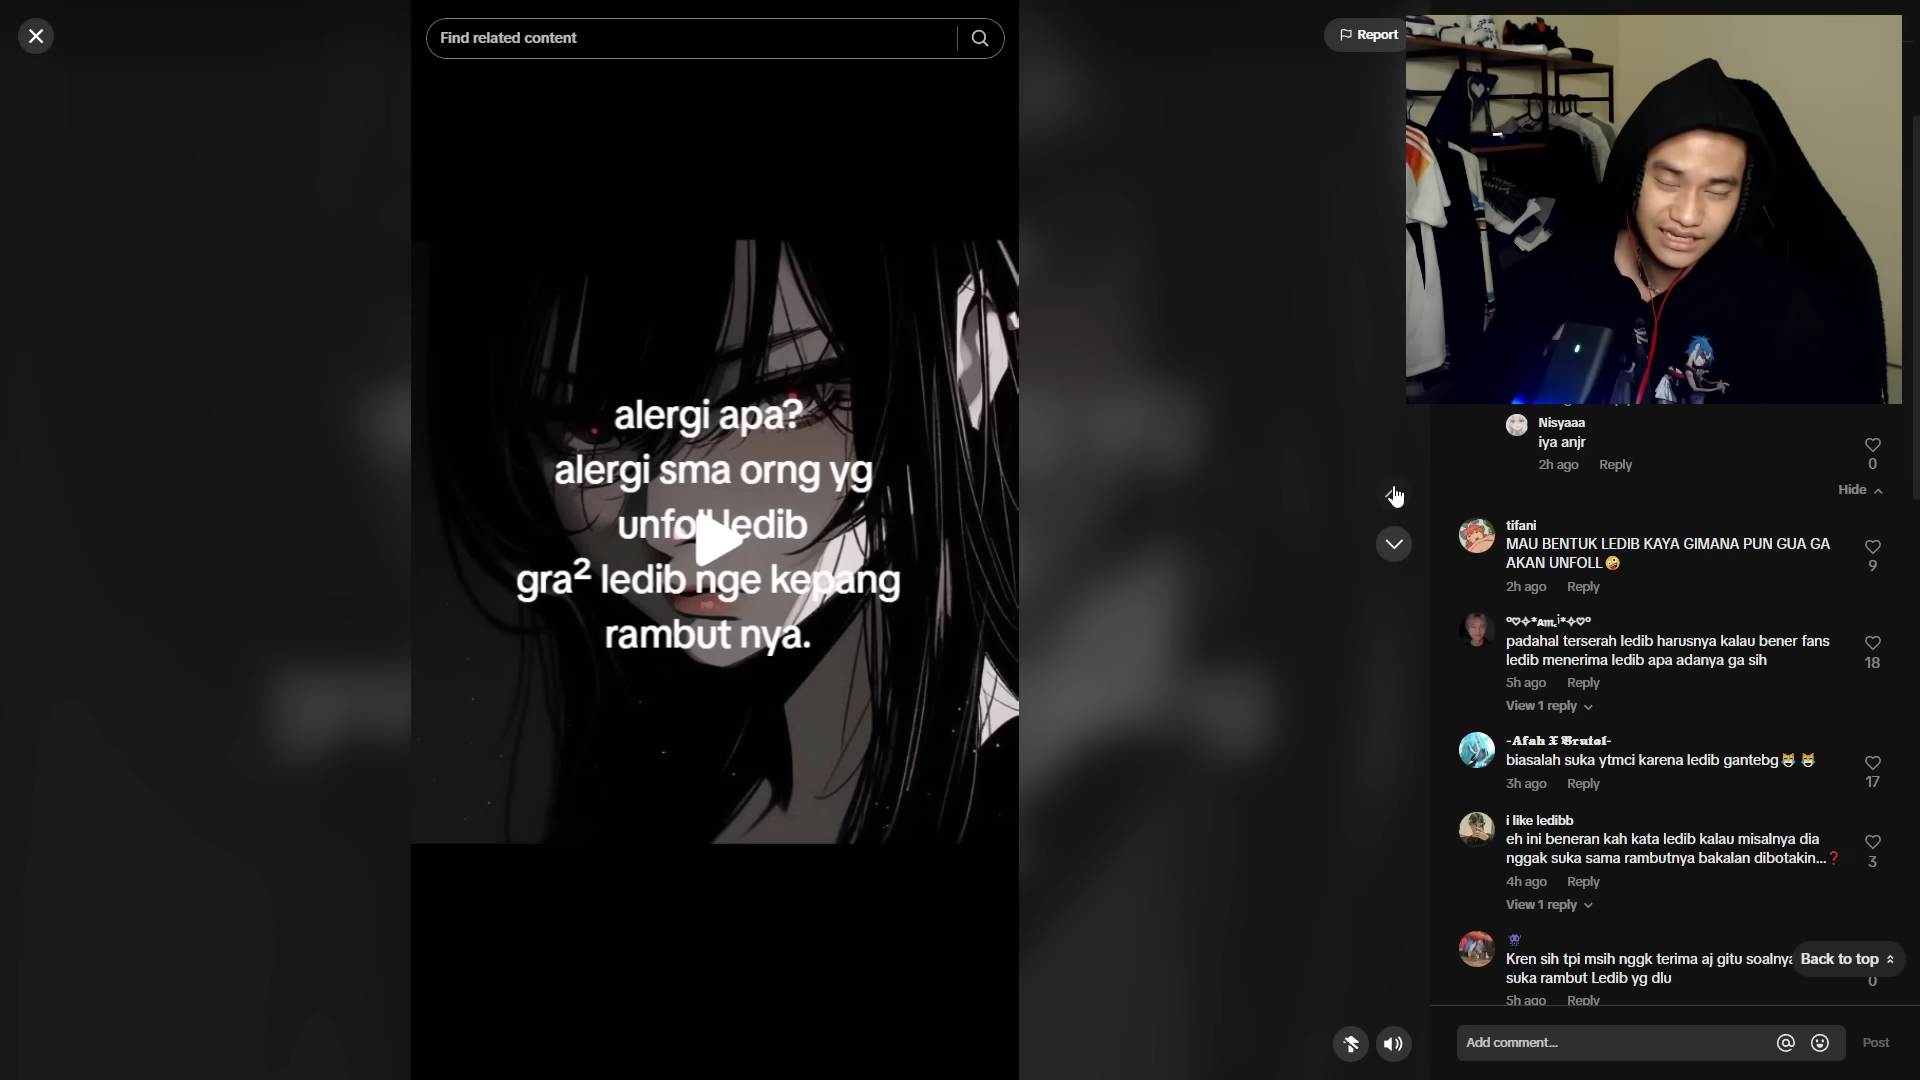 Find related content
Report
alergi apa?
alergi sma orng yg
unfoll ledib
gra² ledib nge kepang
rambut nya.
Nisyaaa
iya anjr
2h ago Reply
0
Hide
tifani
MAU BENTUK LEDIB KAYA GIMANA PUN GUA GA
AKAN UNFOLL🤪
9
2h ago Reply
padahal terserah ledib harusnya kalau bener fans
ledib menerima ledib apa adanya ga sih
18
5h ago Reply
View 1 reply
-𝕬𝖋𝖆𝖍 𝖃 𝕭𝖗𝖚𝖙𝖆𝖑-
biasalah suka ytmci karena ledib gantebg😹 😹
17
3h ago Reply
i like ledibb
eh ini beneran kah kata ledib kalau misalnya dia
nggak suka sama rambutnya bakalan dibotakin...❓
3
4h ago Reply
View 1 reply
👾
Kren sih tpi msih nggk terima aj gitu soalnya
suka rambut Ledib yg dlu
0
5h ago Reply
Back to top
Add comment...
Post